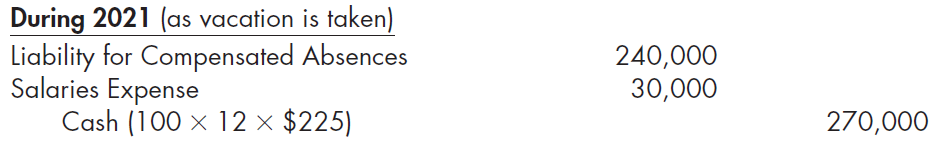 During 2021 (as vacation is taken)
Liability for Compensated Absences 240,000
Salaries Expense 30,000
Cash (100 × 12 × $225) 270,000